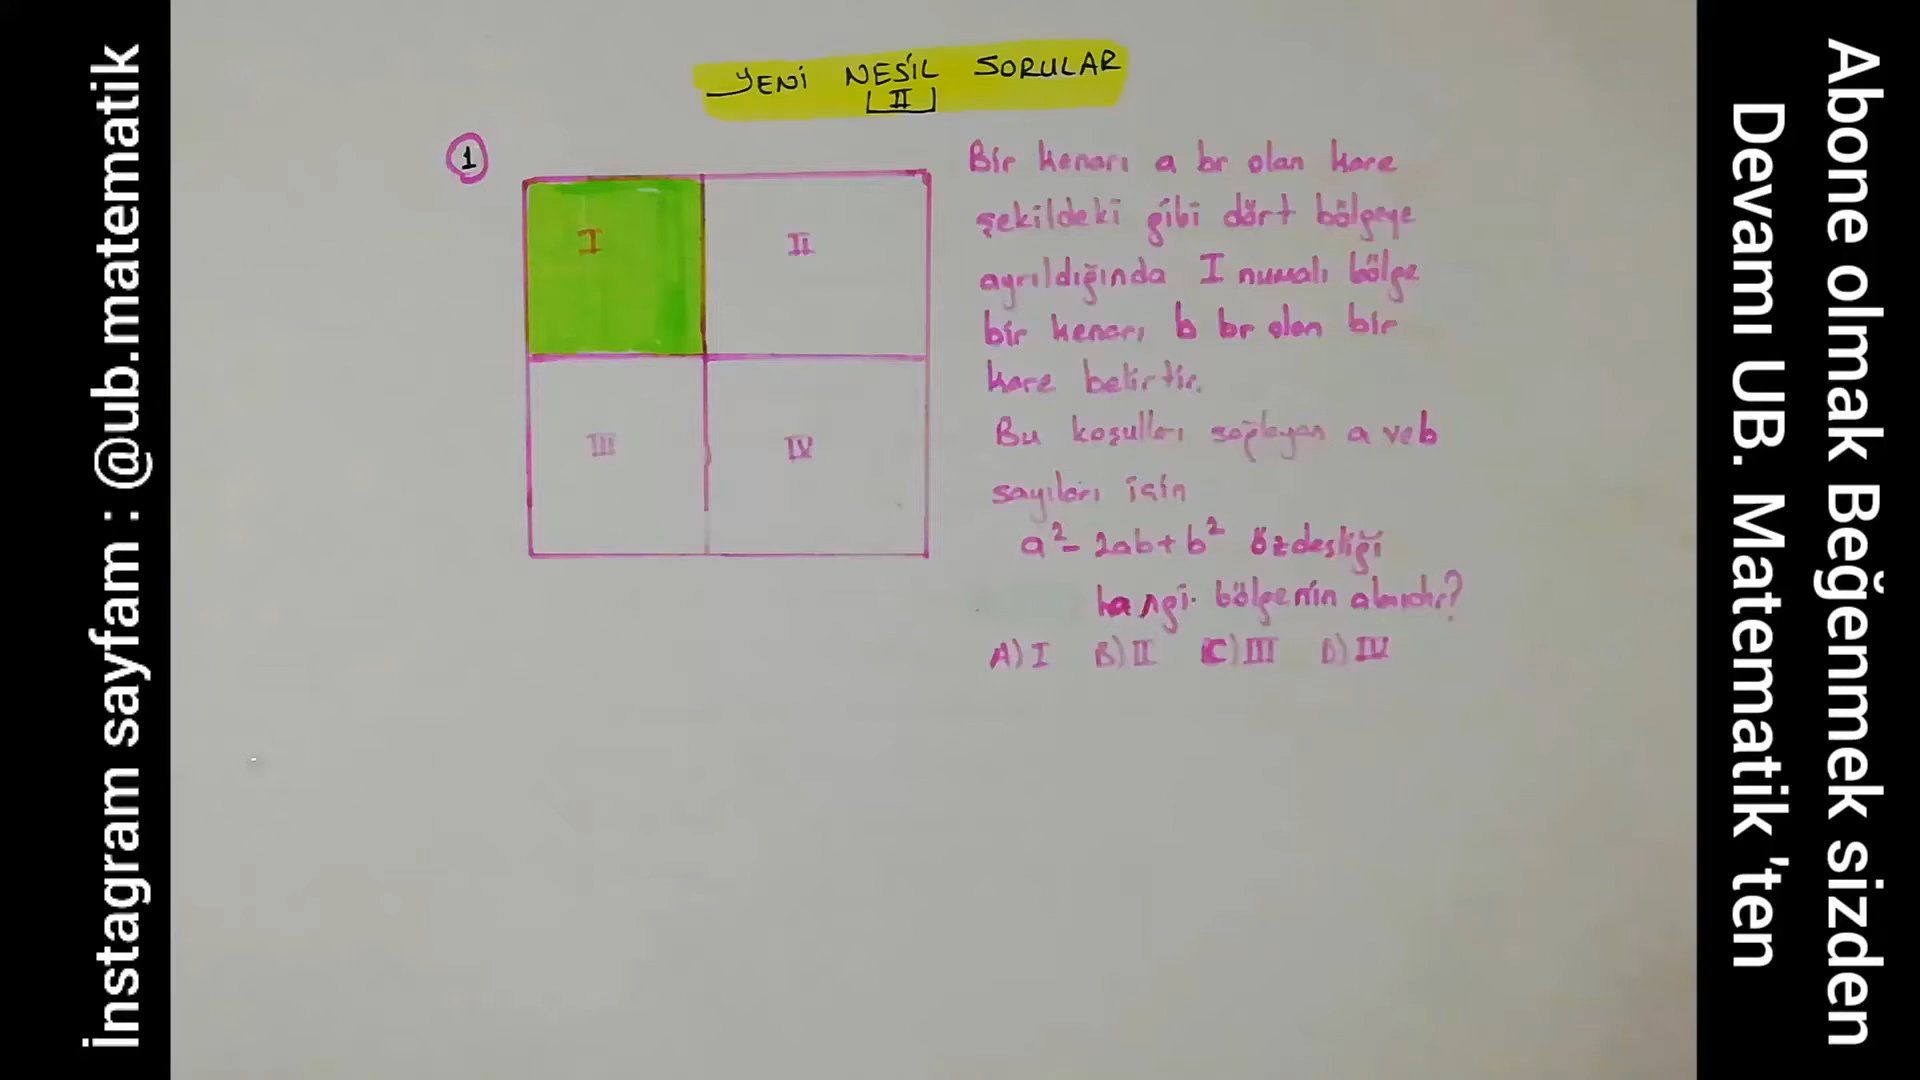 İnstagram sayfam : @ub.matematik
YENİ NESİL SORULAR
II
1
I
II
III
IV
Bir kenarı a br olan kare
şekildeki gibi dört bölgeye
ayrıldığında I numalı bölge
bir kenarı b br olan bir
kare belirtir.
Bu koşulları sağlayan a ve b
sayıları için
a² - 2ab + b² özdeşliği
hangi bölgenin alanıdır?
A) I B) II C) III D) IV
Abone olmak Beğenmek sizden
Devamı UB. Matematik 'ten